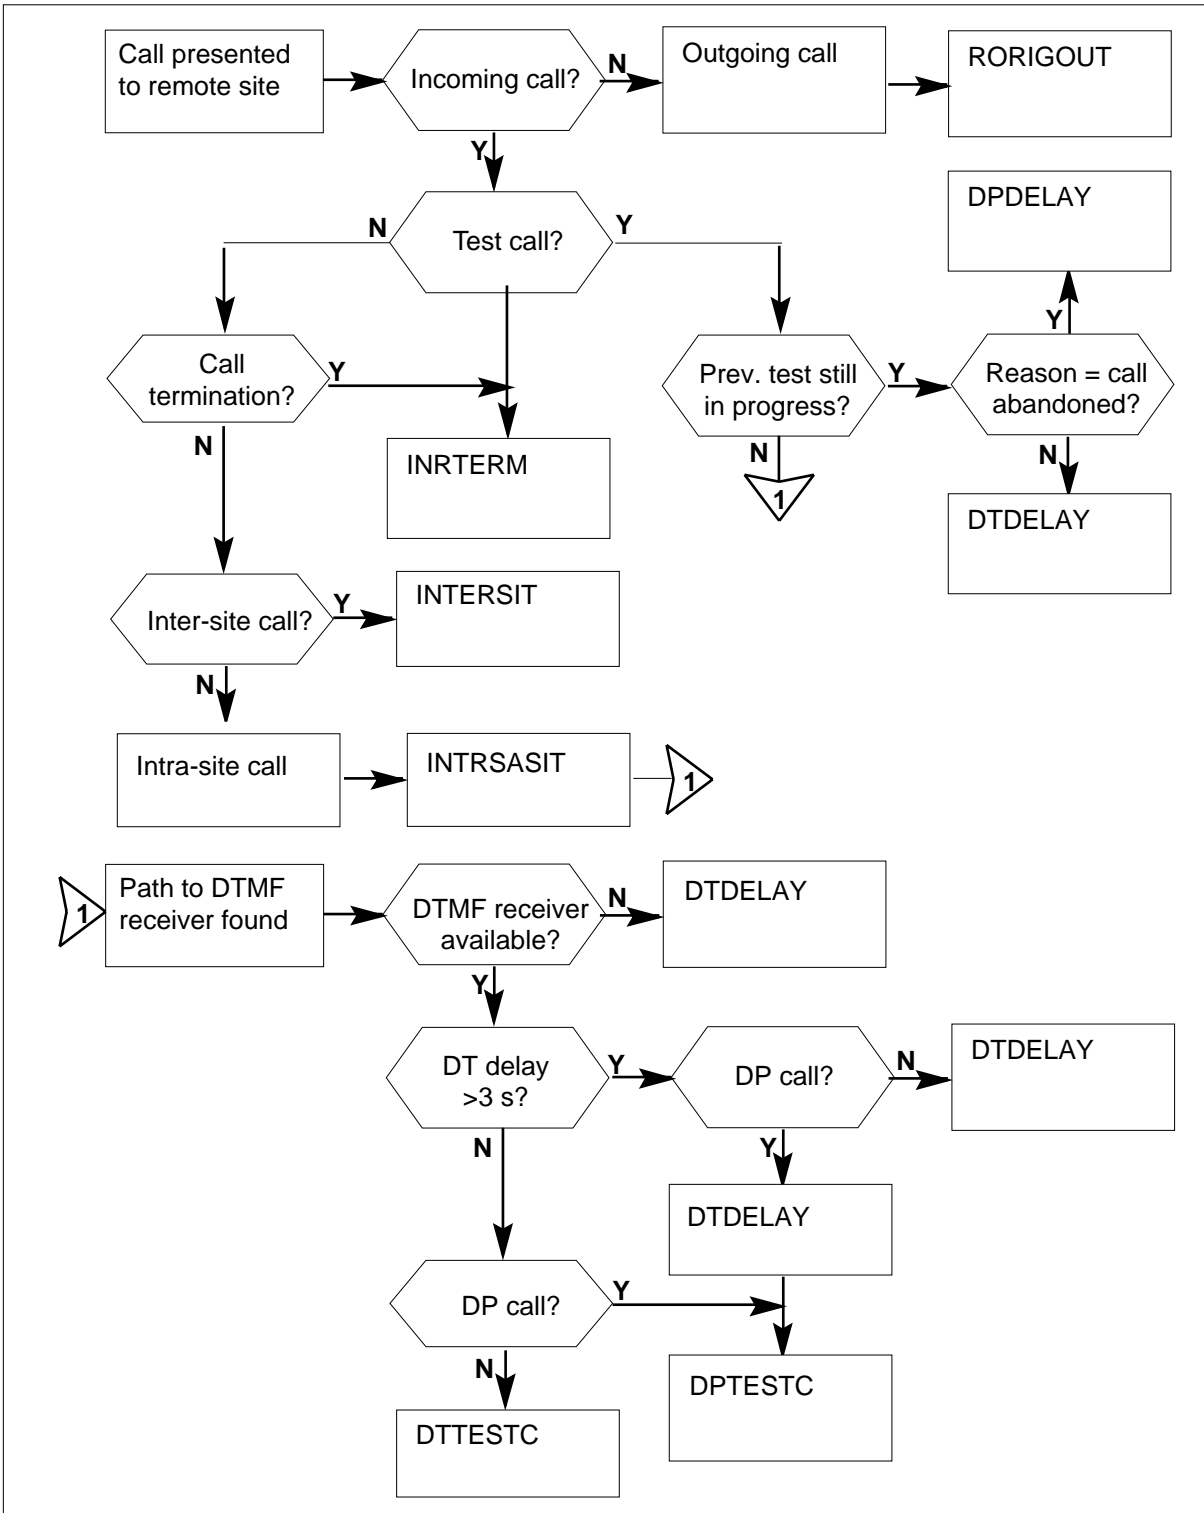 Call presented
to remote site
Incoming call?
N
Outgoing call
RORIGOUT
Y
DPDELAY
N
Test call?
Y
Y
Call
termination?
Y
Prev. test still
in progress?
Y
Reason = call
abandoned?
N
INRTERM
N
1
N
DTDELAY
Inter-site call?
Y
INTERSIT
N
Intra-site call
INTRSASIT
1
1
Path to DTMF
receiver found
DTMF receiver
available?
N
DTDELAY
Y
DT delay
>3 s?
Y
DP call?
N
DTDELAY
N
Y
DTDELAY
DP call?
Y
N
DPTESTC
DTTESTC